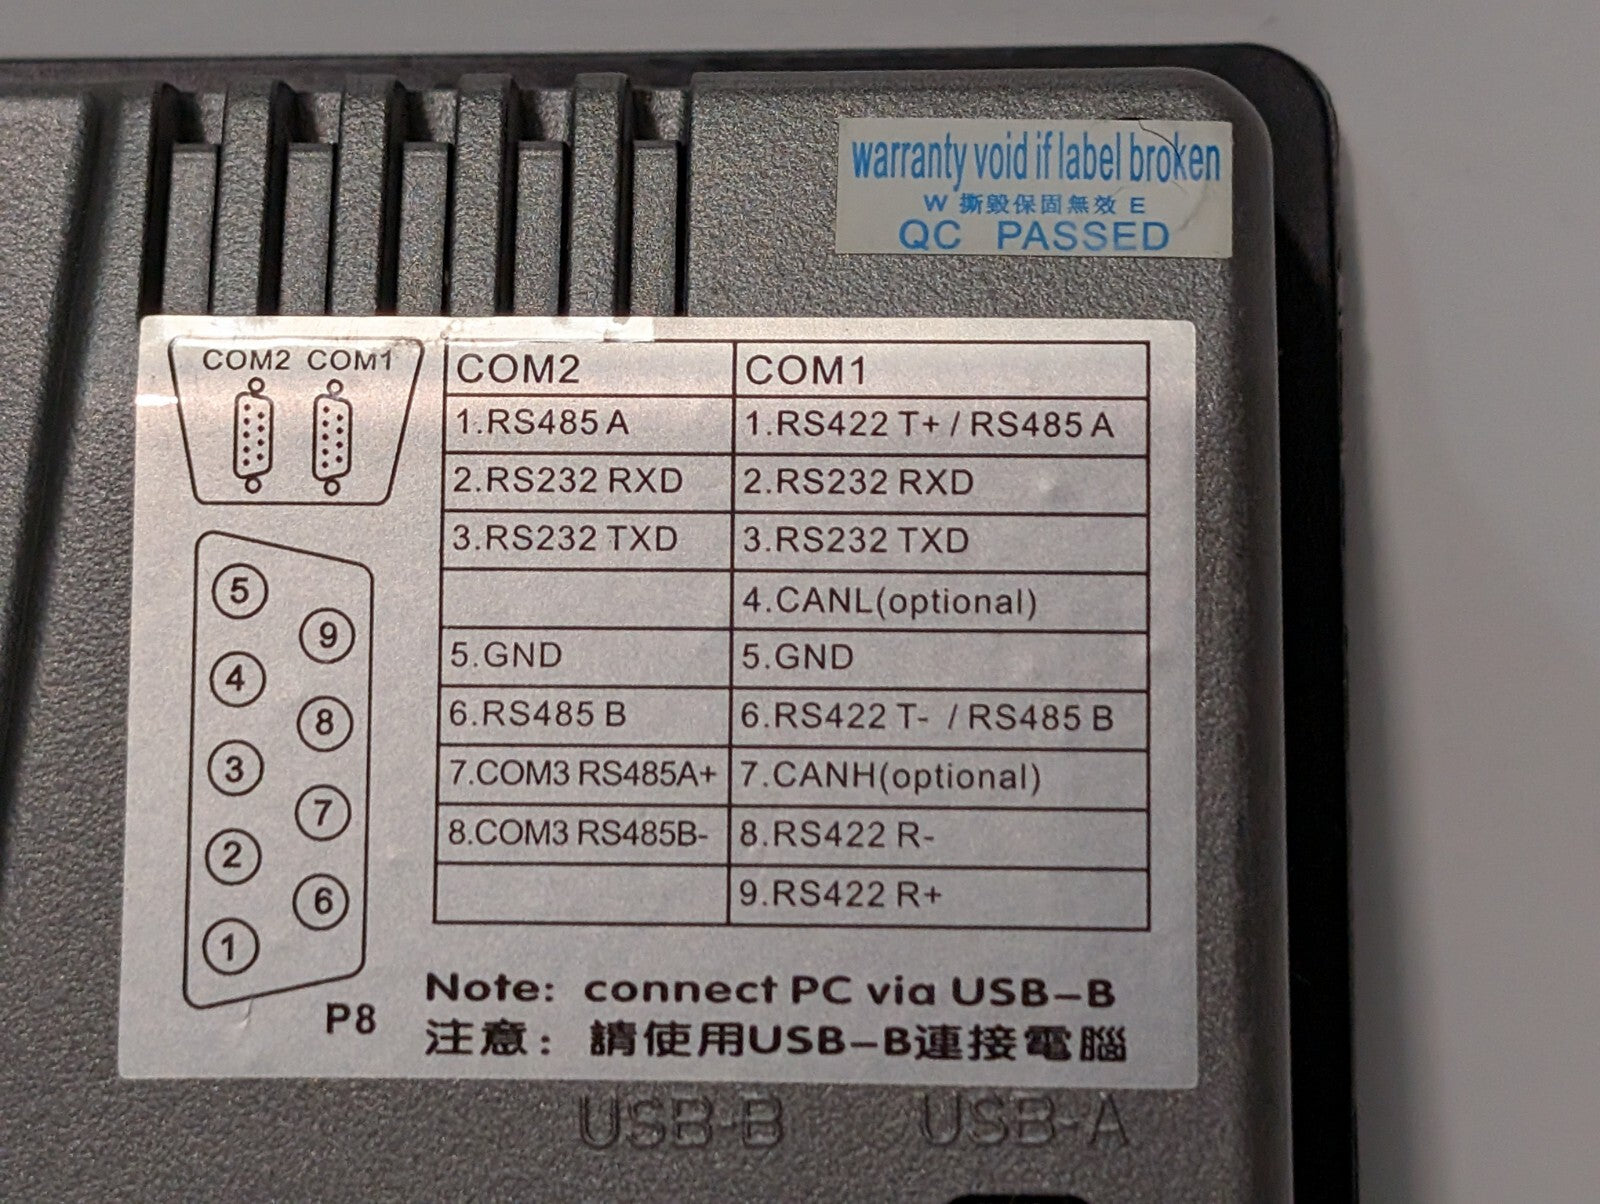 warranty void if label broken
W 撕毀保固無效 E
QC PASSED
COM2 COM1
COM2 COM1
1.RS485 A 1.RS422 T+ / RS485 A
2.RS232 RXD 2.RS232 RXD
3.RS232 TXD 3.RS232 TXD
4.CANL(optional)
5.GND 5.GND
6.RS485 B 6.RS422 T- / RS485 B
7.COM3 RS485A+ 7.CANH(optional)
8.COM3 RS485B- 8.RS422 R-
9.RS422 R+
5
9
4
8
3
7
2
6
1
P8
Note: connect PC via USB-B
注意: 請使用USB-B連接電腦
USB-B USB-A